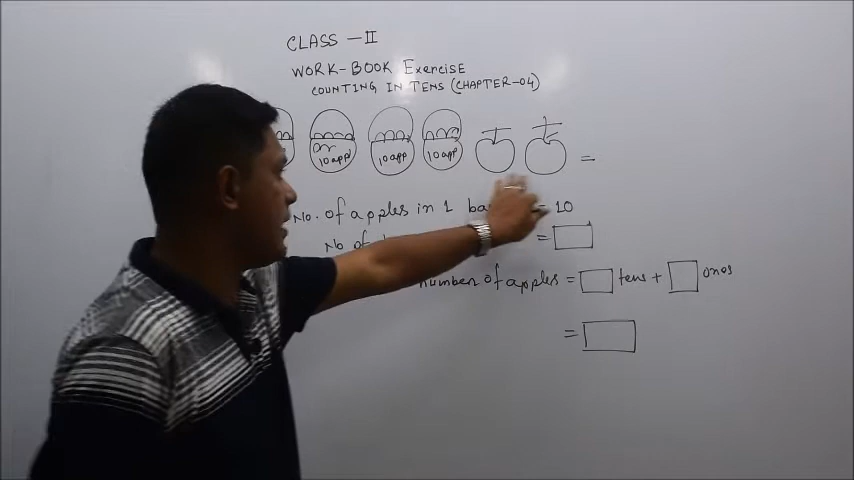 CLASS - II
WORK-BOOK Exercise
COUNTING IN TENS (CHAPTER-04)
10 app 10 app 10 app =
No. of apples in 1 = 10
No of =
number of apples = tens + ones
=